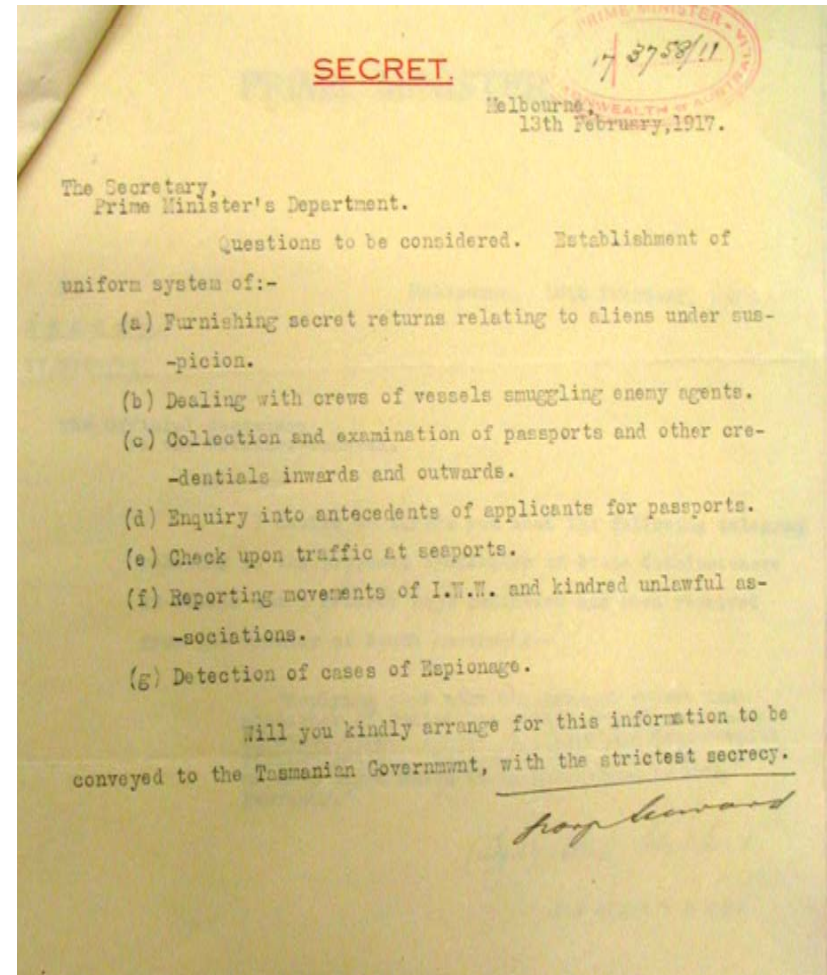 PRIME MINISTER
17 3758/11
SECRET.
Melbourne,
13th February, 1917.
The Secretary,
Prime Minister's Department.
Questions to be considered. Establishment of
uniform system of:-
(a) Furnishing secret returns relating to aliens under sus-
-picion.
(b) Dealing with crews of vessels smuggling enemy agents.
(c) Collection and examination of passports and other cre-
-dentials inwards and outwards.
(d) Enquiry into antecedents of applicants for passports.
(e) Check upon traffic at seaports.
(f) Reporting movements of I.W.W. and kindred unlawful as-
-sociations.
(g) Detection of cases of Espionage.
Will you kindly arrange for this information to be
conveyed to the Tasmanian Governmwnt, with the strictest secrecy.